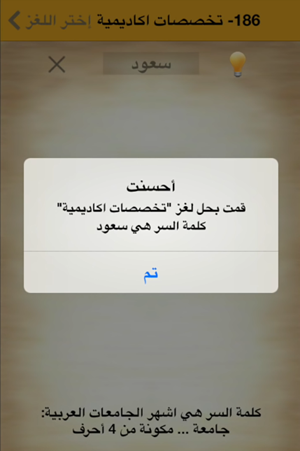 186- تخصصات اكاديمية إختر اللغز
سعود
أحسنت
قمت بحل لغز "تخصصات اكاديمية"
كلمة السر هي سعود
تم
كلمة السر هي اشهر الجامعات العربية:
جامعة ... مكونة من 4 أحرف